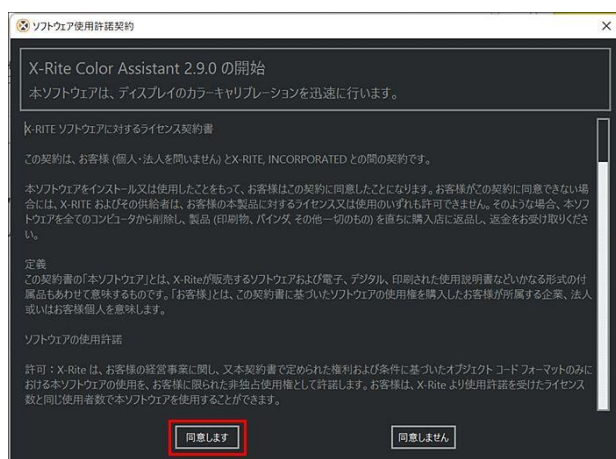 ソフトウェア使用許諾契約
X-Rite Color Assistant 2.9.0 の開始
本ソフトウェアは、ディスプレイのカラーキャリブレーションを迅速に行います。
X-RITE ソフトウェアに対するライセンス契約書
この契約は、お客様 (個人・法人を問いません) とX-RITE, INCORPORATED との間の契約です。
本ソフトウェアをインストール又は使用したことをもって、お客様はこの契約に同意したことになります。お客様がこの契約に同意できない場
合には、X-RITE およびその供給者は、お客様の本製品に対するライセンス又は使用のいずれも許可できません。そのような場合、本ソフ
トウェアを全てのコンピュータから削除し、製品 (印刷物、バインダ、その他一切のもの) を直ちに購入店に返品し、返金をお受け取りくださ
い。
定義
この契約書の「本ソフトウェア」とは、X-Riteが販売するソフトウェアおよび電子、デジタル、印刷された使用説明書などいかなる形式の付
属品もあわせて意味するものです。「お客様」とは、この契約書に基づいたソフトウェアの使用権を購入したお客様が所属する企業、法人
或いはお客様個人を意味します。
ソフトウェアの使用許諾
許可：X-Rite は、お客様の経営事業に関し、又本契約書で定められた権利および条件に基づいたオブジェクト コード フォーマットのみに
おける本ソフトウェアの使用を、お客様に限られた非独占使用権として許諾します。お客様は、X-Rite より使用許諾を受けたライセンス
数と同じ使用者数で本ソフトウェアを使用することができます。
同意します
同意しません